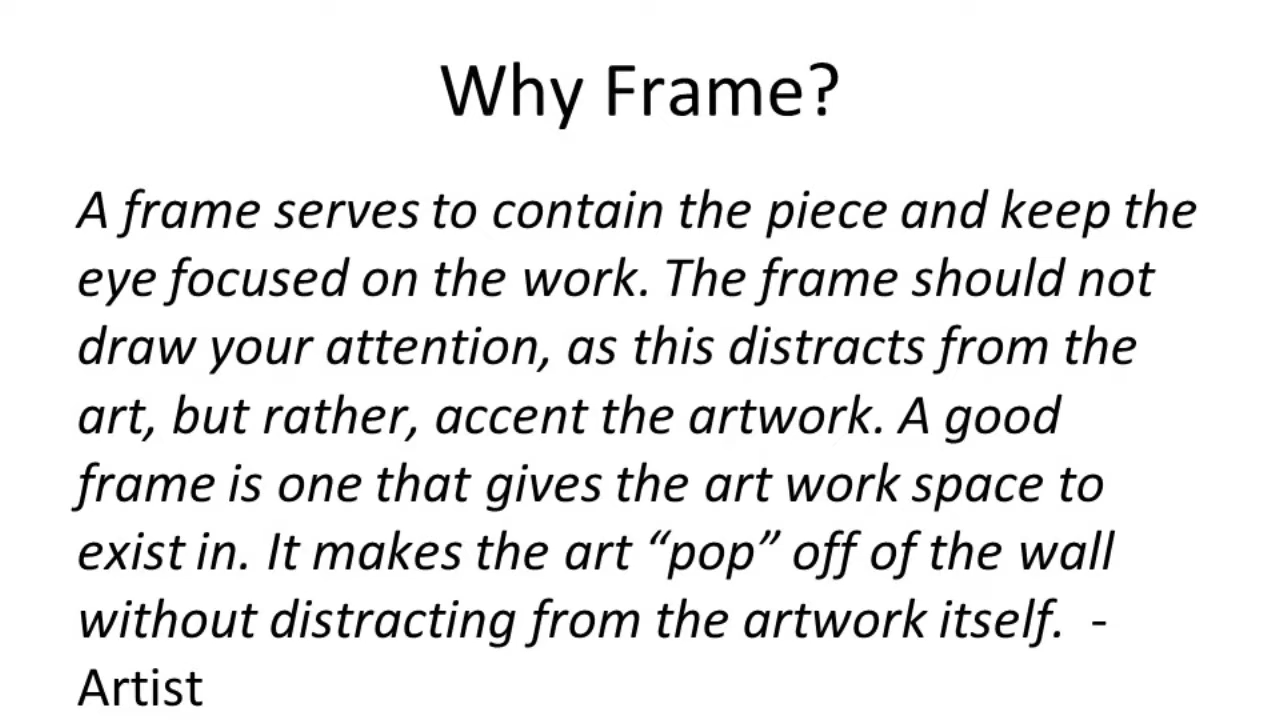 Why Frame?
A frame serves to contain the piece and keep the
eye focused on the work. The frame should not
draw your attention, as this distracts from the
art, but rather, accent the artwork. A good
frame is one that gives the art work space to
exist in. It makes the art “pop” off of the wall
without distracting from the artwork itself.  -
Artist